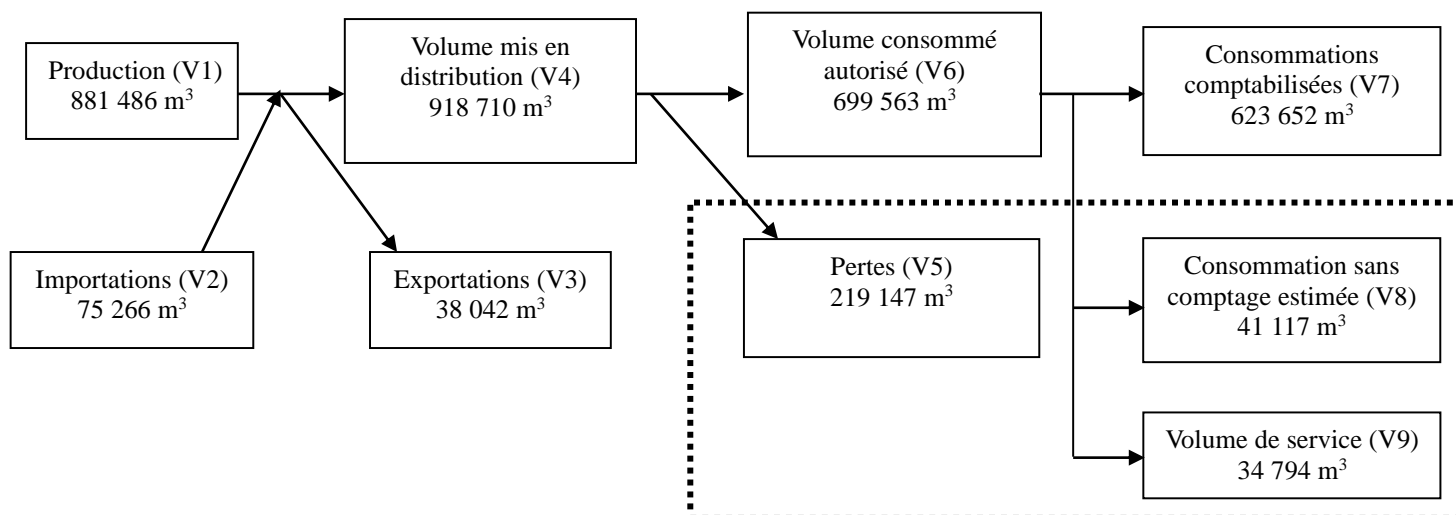 Production (V1)
881 486 m³
Volume mis en
distribution (V4)
918 710 m³
Volume consommé
autorisé (V6)
699 563 m³
Consommations
comptabilisées (V7)
623 652 m³
Importations (V2)
75 266 m³
Exportations (V3)
38 042 m³
Pertes (V5)
219 147 m³
Consommation sans
comptage estimée (V8)
41 117 m³
Volume de service (V9)
34 794 m³